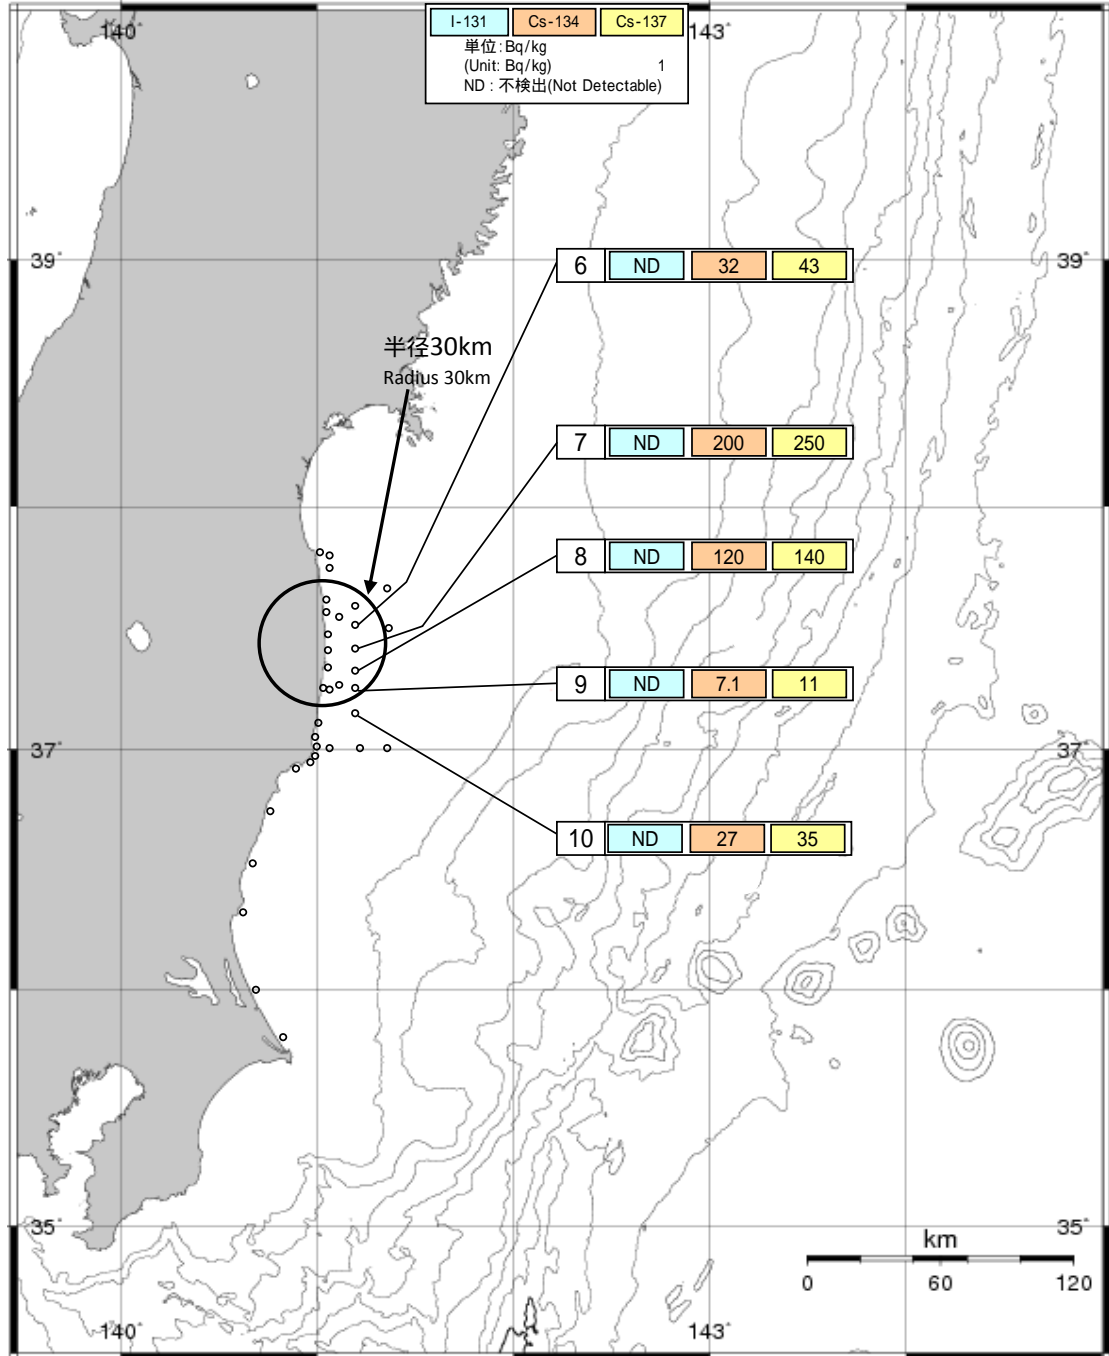 140°
143°
I-131 Cs-134 Cs-137
単位:Bq/kg
(Unit: Bq/kg) 1
ND : 不検出(Not Detectable)
39°
39°
6 ND 32 43
半径30km
Radius 30km
7 ND 200 250
8 ND 120 140
9 ND 7.1 11
37°
37°
10 ND 27 35
35°
35°
km
0 60 120
140°
143°